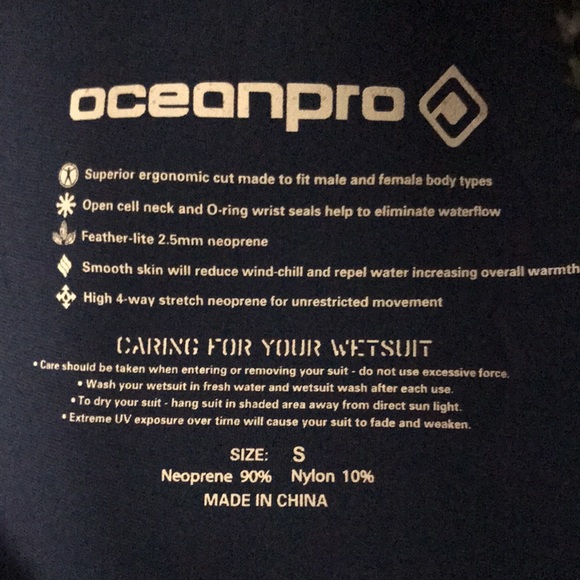 oceanpro
Superior ergonomic cut made to fit male and female body types
Open cell neck and O-ring wrist seals help to eliminate waterflow
Feather-lite 2.5mm neoprene
Smooth skin will reduce wind-chill and repel water increasing overall warmth
High 4-way stretch neoprene for unrestricted movement
CARING FOR YOUR WETSUIT
• Care should be taken when entering or removing your suit - do not use excessive force.
• Wash your wetsuit in fresh water and wetsuit wash after each use.
• To dry your suit - hang suit in shaded area away from direct sun light.
• Extreme UV exposure over time will cause your suit to fade and weaken.
SIZE: S
Neoprene 90% Nylon 10%
MADE IN CHINA